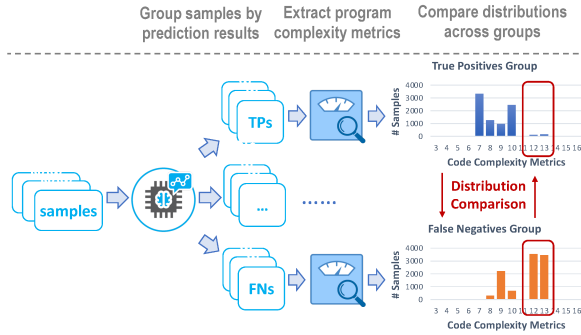 Group samples by
prediction results
Extract program
complexity metrics
Compare distributions
across groups
samples
TPs
...
......
FNs
True Positives Group
# Samples
4000
3000
2000
1000
0
3 4 5 6 7 8 9 10 11 12 13 14 15 16
Code Complexity Metrics
Distribution
Comparison
False Negatives Group
# Samples
4000
3000
2000
1000
0
3 4 5 6 7 8 9 10 11 12 13 14 15 16
Code Complexity Metrics